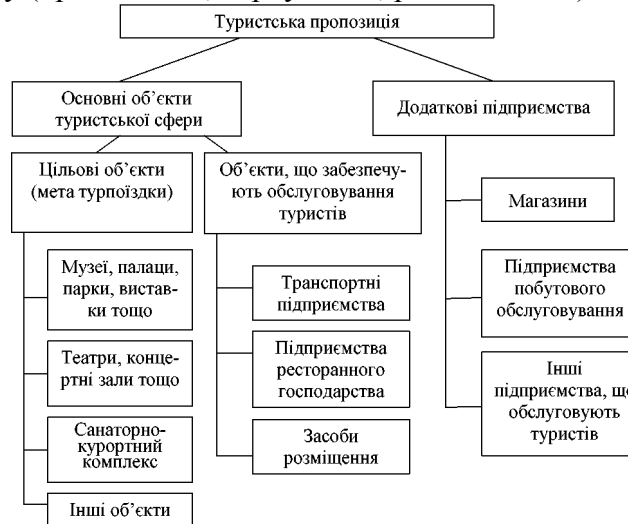 Туристська пропозиція
Основні об’єкти
туристської сфери
Додаткові підприємства
Цільові об’єкти
(мета турпоїздки)
Об’єкти, що забезпечу-
ють обслуговування
туристів
Магазини
Музеї, палаци,
парки, вистав-
ки тощо
Транспортні
підприємства
Підприємства
побутового
обслуговування
Театри, конце-
ртні зали тощо
Підприємства
ресторанного
господарства
Інші
підприємства, що
обслуговують
туристів
Санаторно-
курортний
комплекс
Засоби
розміщення
Інші об’єкти